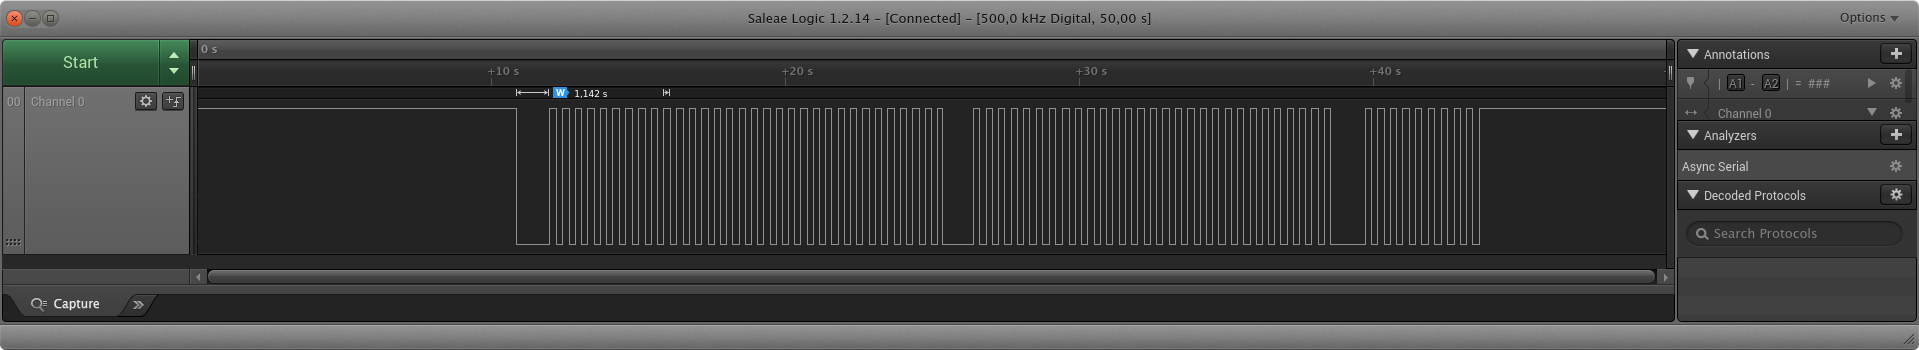 Saleae Logic 1.2.14 – [Connected] – [500,0 kHz Digital, 50,00 s]
Options
Start
0 s
+10 s
+20 s
+30 s
+40 s
00
Channel 0
W
1,142 s
Annotations
| A1 - A2 | = ###
Channel 0
Analyzers
Async Serial
Decoded Protocols
Search Protocols
Capture